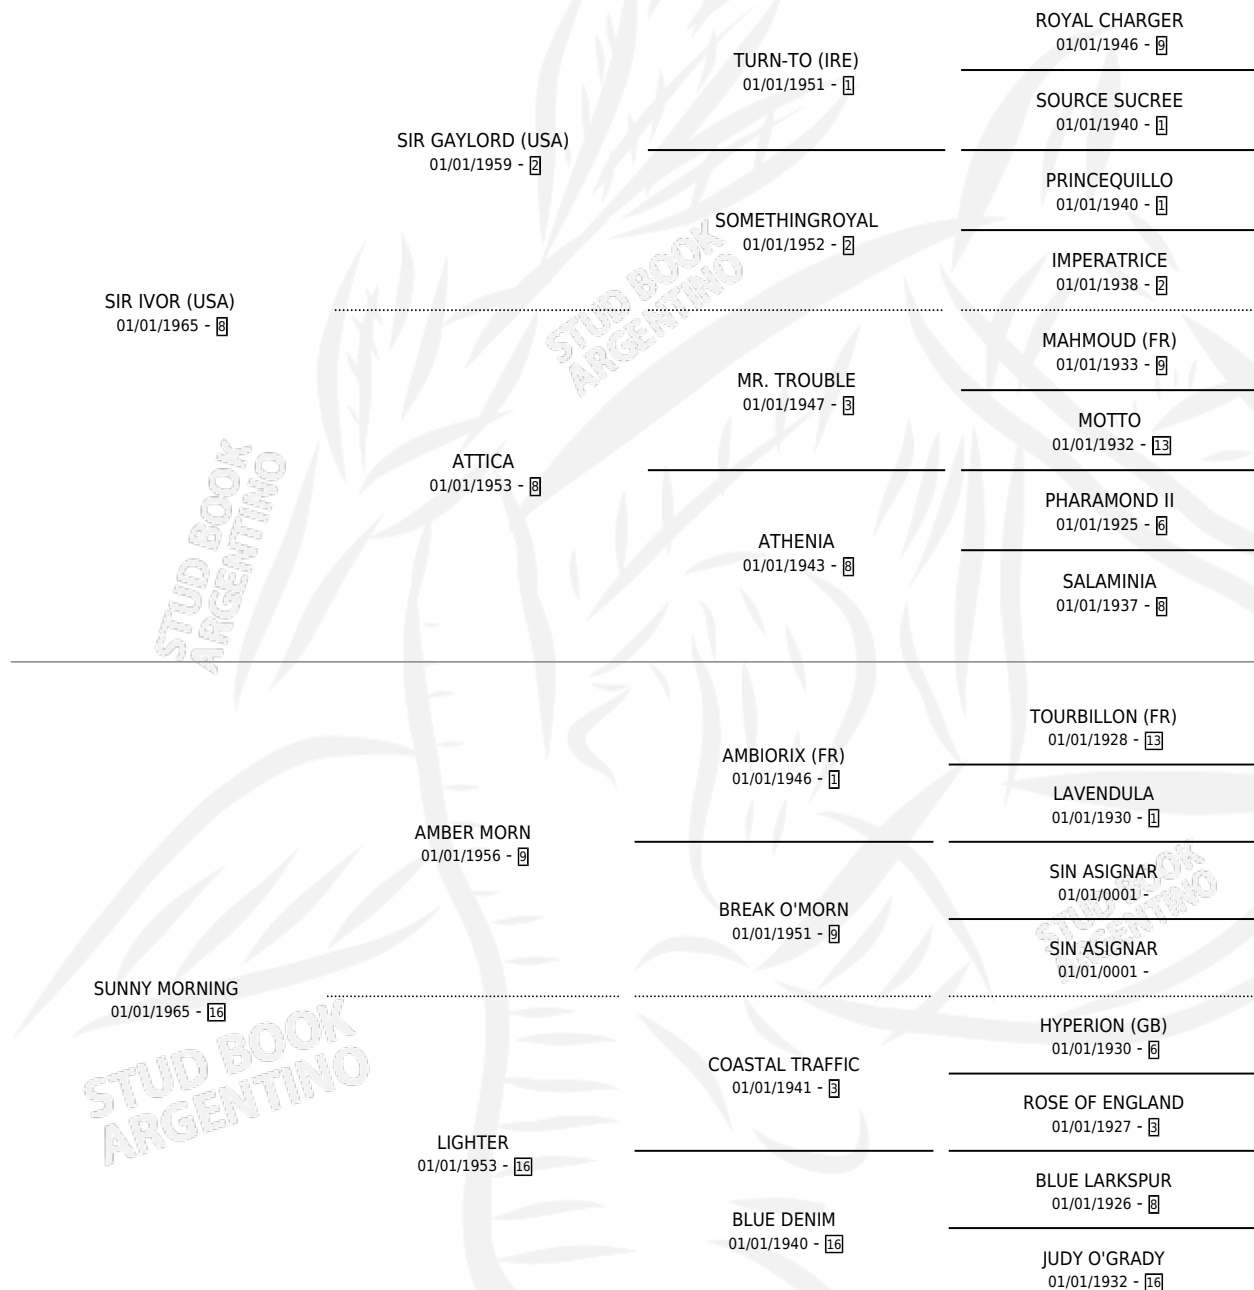 ROYAL CHARGER
01/01/1946 - 9
TURN-TO (IRE)
01/01/1951 - 1
SOURCE SUCREE
01/01/1940 - 1
SIR GAYLORD (USA)
01/01/1959 - 2
PRINCEQUILLO
01/01/1940 - 1
SOMETHINGROYAL
01/01/1952 - 2
IMPERATRICE
01/01/1938 - 2
SIR IVOR (USA)
01/01/1965 - 8
STUD BOOK
ARGENTINO
MAHMOUD (FR)
01/01/1933 - 9
MR. TROUBLE
01/01/1947 - 3
MOTTO
01/01/1932 - 13
ATTICA
01/01/1953 - 8
PHARAMOND II
01/01/1925 - 6
ATHENIA
01/01/1943 - 8
SALAMINIA
01/01/1937 - 8
STUD BOOK
ARGENTINO
TOURBILLON (FR)
01/01/1928 - 13
AMBIORIX (FR)
01/01/1946 - 1
LAVENDULA
01/01/1930 - 1
AMBER MORN
01/01/1956 - 9
SIN ASIGNAR
01/01/0001 -
BREAK O'MORN
01/01/1951 - 9
STUD BOOK
ARGENTINO
SIN ASIGNAR
01/01/0001 -
SUNNY MORNING
01/01/1965 - 16
STUD BOOK
ARGENTINO
HYPERION (GB)
01/01/1930 - 6
COASTAL TRAFFIC
01/01/1941 - 3
ROSE OF ENGLAND
01/01/1927 - 3
LIGHTER
01/01/1953 - 16
BLUE LARKSPUR
01/01/1926 - 8
BLUE DENIM
01/01/1940 - 16
JUDY O'GRADY
01/01/1932 - 16